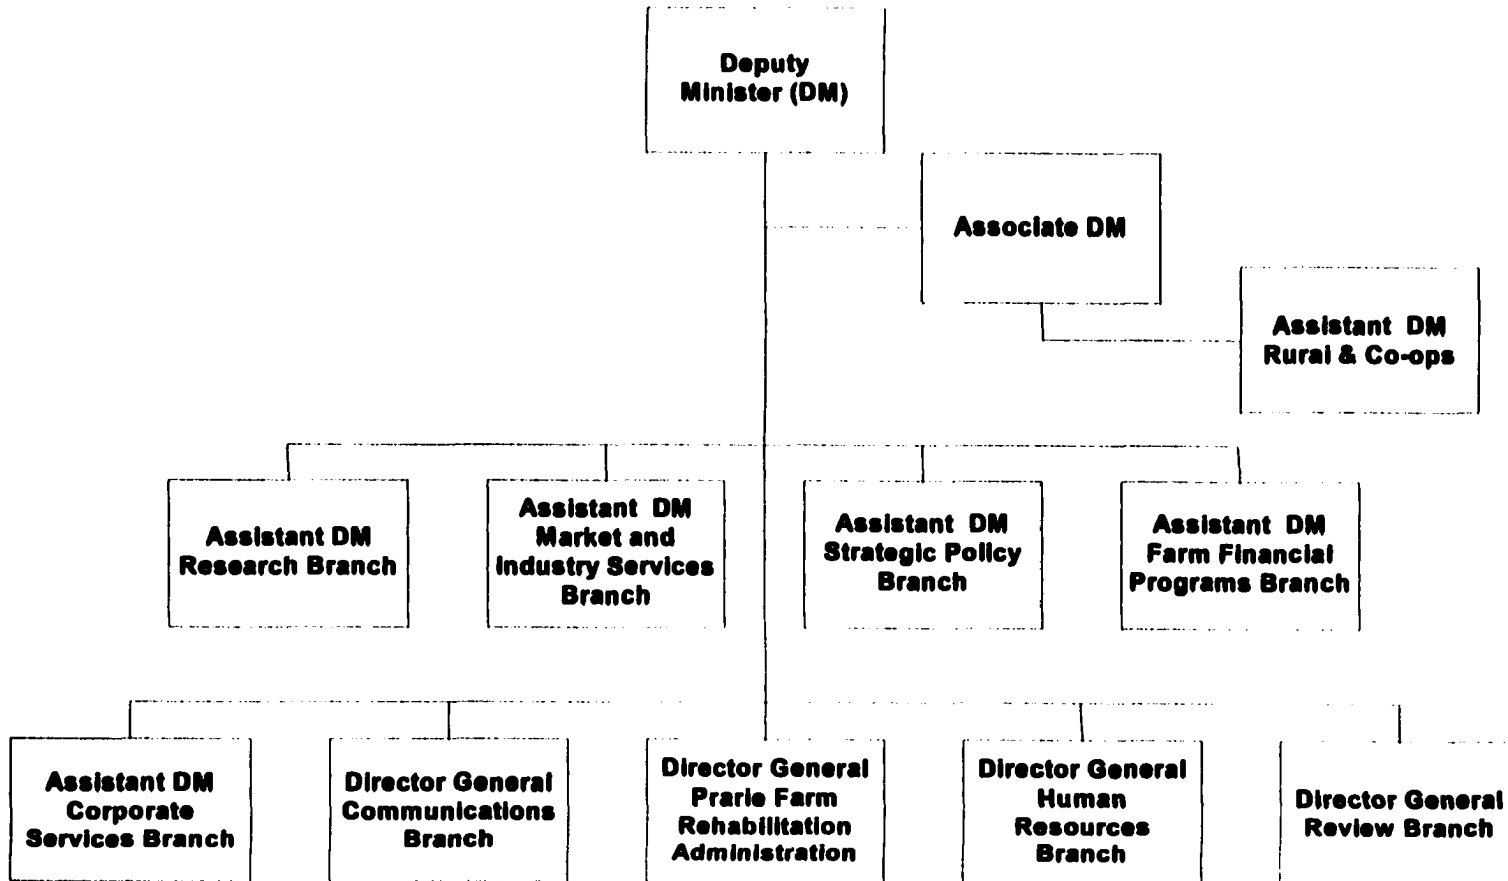 Deputy
Minister (DM)
Associate DM
Assistant DM
Rural & Co-ops
Assistant DM
Research Branch
Assistant DM
Market and
Industry Services
Branch
Assistant DM
Strategic Policy
Branch
Assistant DM
Farm Financial
Programs Branch
Assistant DM
Corporate
Services Branch
Director General
Communications
Branch
Director General
Prarie Farm
Rehabilitation
Administration
Director General
Human
Resources
Branch
Director General
Review Branch